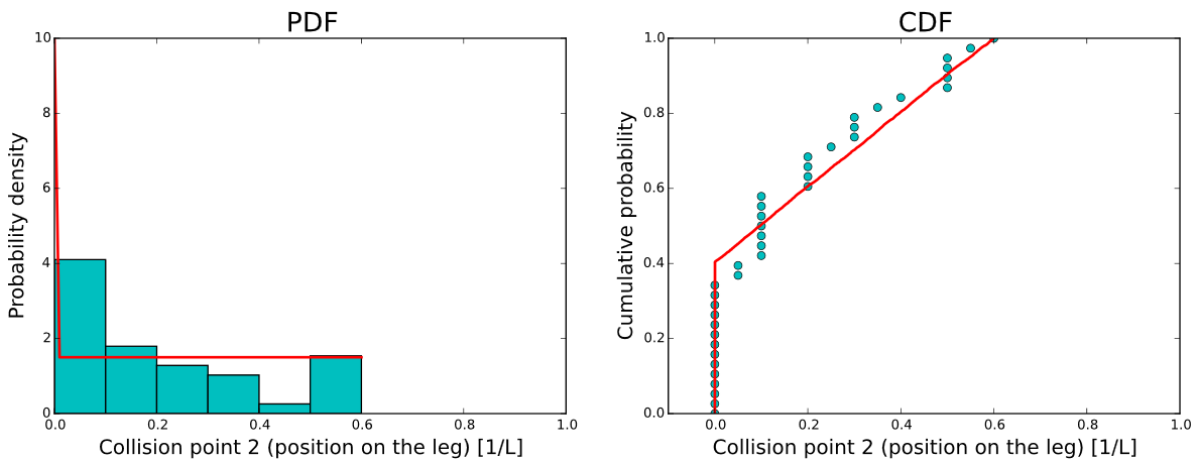 PDF
10
8
6
4
2
0
0.0 0.2 0.4 0.6 0.8 1.0
Probability density
Collision point 2 (position on the leg) [1/L]
CDF
1.0
0.8
0.6
0.4
0.2
0.0
0.0 0.2 0.4 0.6 0.8 1.0
Cumulative probability
Collision point 2 (position on the leg) [1/L]